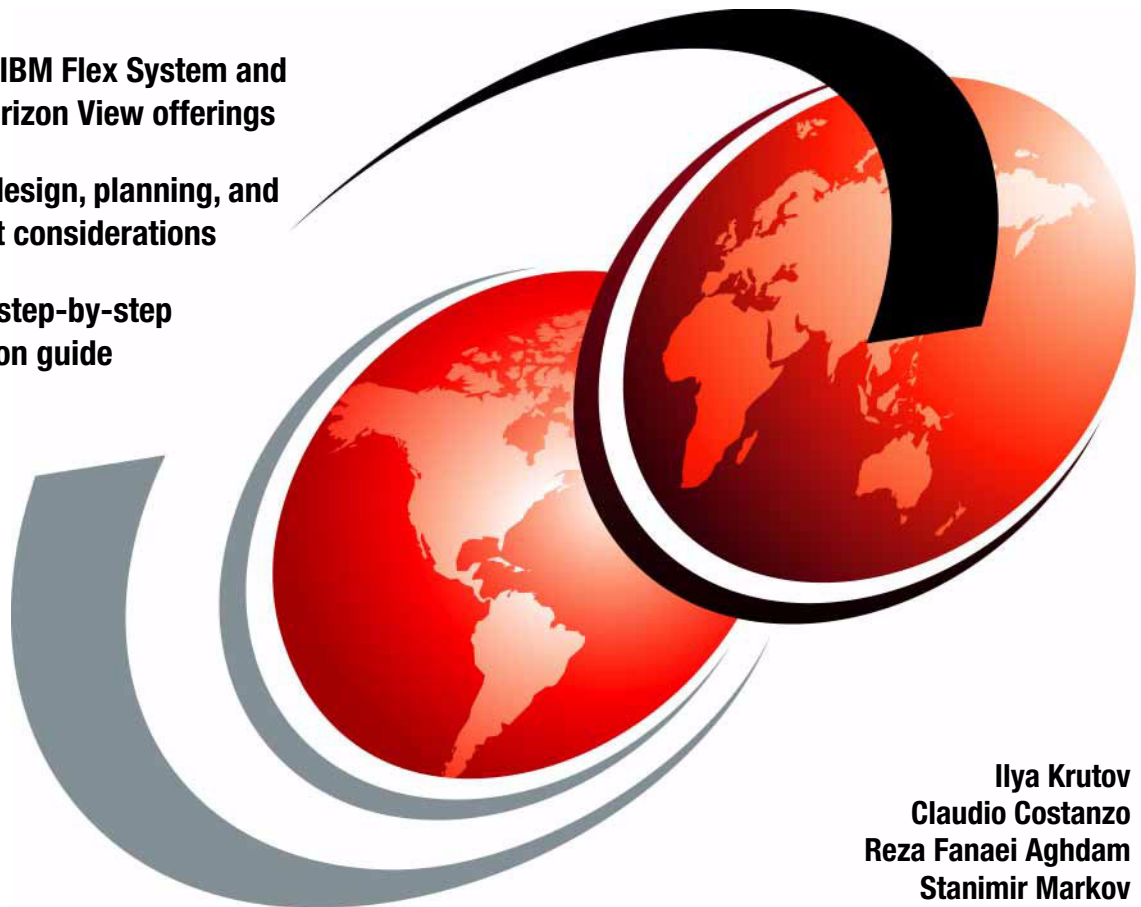 IBM Flex System and
rizon View offerings
design, planning, and
t considerations
step-by-step
on guide
Ilya Krutov
Claudio Costanzo
Reza Fanaei Aghdam
Stanimir Markov